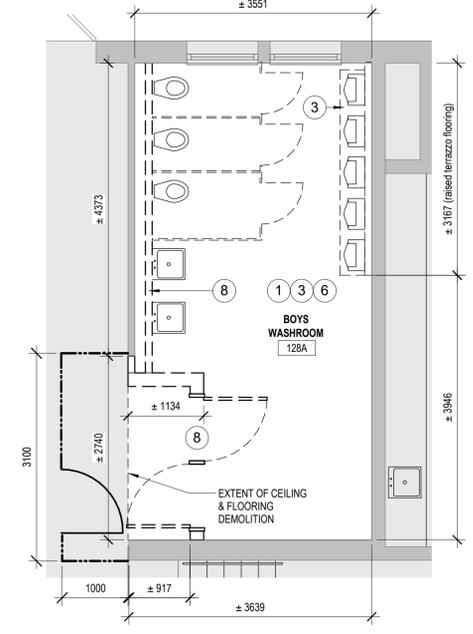 ± 3551
3
± 4373
± 3167 (raised terrazzo flooring)
8
1 3 6
BOYS
WASHROOM
128A
± 1134
± 3946
3100
± 2740
8
EXTENT OF CEILING
& FLOORING
DEMOLITION
1000
± 917
± 3639